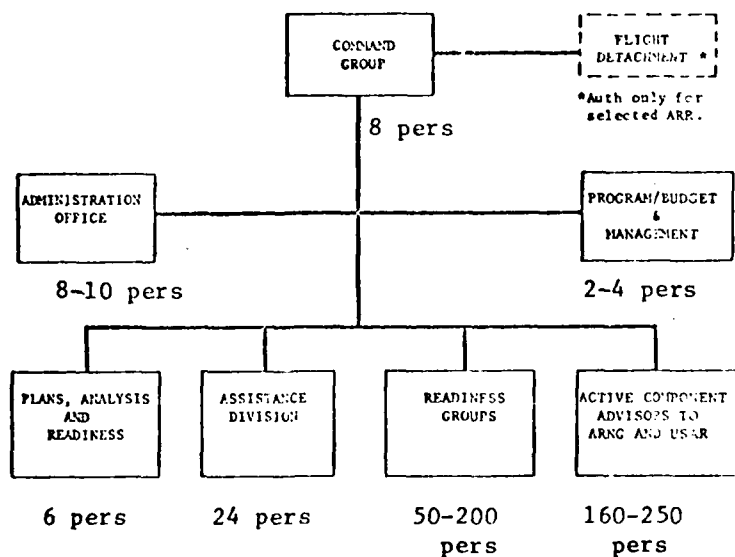 COMMAND
GROUP
FLIGHT
DETACHMENT *
*Auth only for
selected ARR.
8 pers
ADMINISTRATION
OFFICE
PROGRAM/BUDGET
&
MANAGEMENT
8-10 pers
2-4 pers
PLANS, ANALYSIS
AND
READINESS
ASSISTANCE
DIVISION
READINESS
GROUPS
ACTIVE COMPONENT
ADVISORS TO
ARNG AND USAR
6 pers
24 pers
50-200
pers
160-250
pers